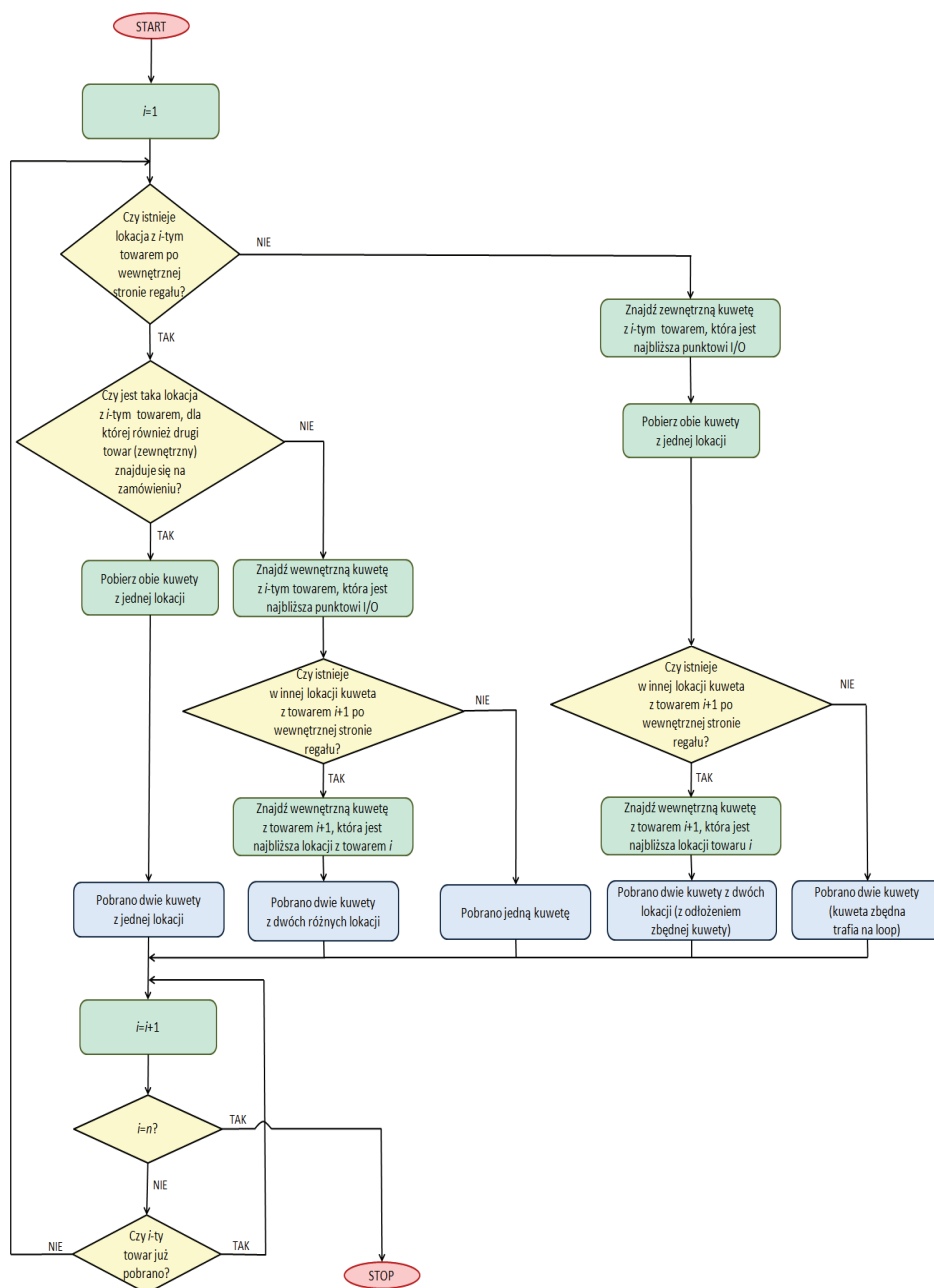 START
i=1
Czy istnieje
lokacja z i-tym
towarem po
wewnętrznej
stronie regału?
NIE
TAK
Znajdź zewnętrzną kuwetę
z i-tym towarem, która jest
najbliższa punktowi I/O
Pobierz obie kuwety
z jednej lokacji
Czy jest taka lokacja
z i-tym towarem, dla
której również drugi
towar (zewnętrzny)
znajduje się na
zamówieniu?
NIE
TAK
Pobierz obie kuwety
z jednej lokacji
Znajdź wewnętrzną kuwetę
z i-tym towarem, która jest
najbliższa punktowi I/O
Czy istnieje
w innej lokacji kuweta
z towarem i+1 po
wewnętrznej stronie
regału?
NIE
TAK
Czy istnieje
w innej lokacji kuweta
z towarem i+1 po
wewnętrznej stronie
regału?
NIE
TAK
Znajdź wewnętrzną kuwetę
z towarem i+1, która jest
najbliższa lokacji z towarem i
Znajdź wewnętrzną kuwetę
z towarem i+1, która jest
najbliższa lokacji towaru i
Pobrano dwie kuwety
z jednej lokacji
Pobrano dwie kuwety
z dwóch różnych lokacji
Pobrano jedną kuwetę
Pobrano dwie kuwety z dwóch
lokacji (z odłożeniem
zbędnej kuwety)
Pobrano dwie kuwety
(kuweta zbędna
trafia na loop)
i=i+1
i=n?
TAK
NIE
Czy i-ty
towar już
pobrano?
NIE
TAK
STOP